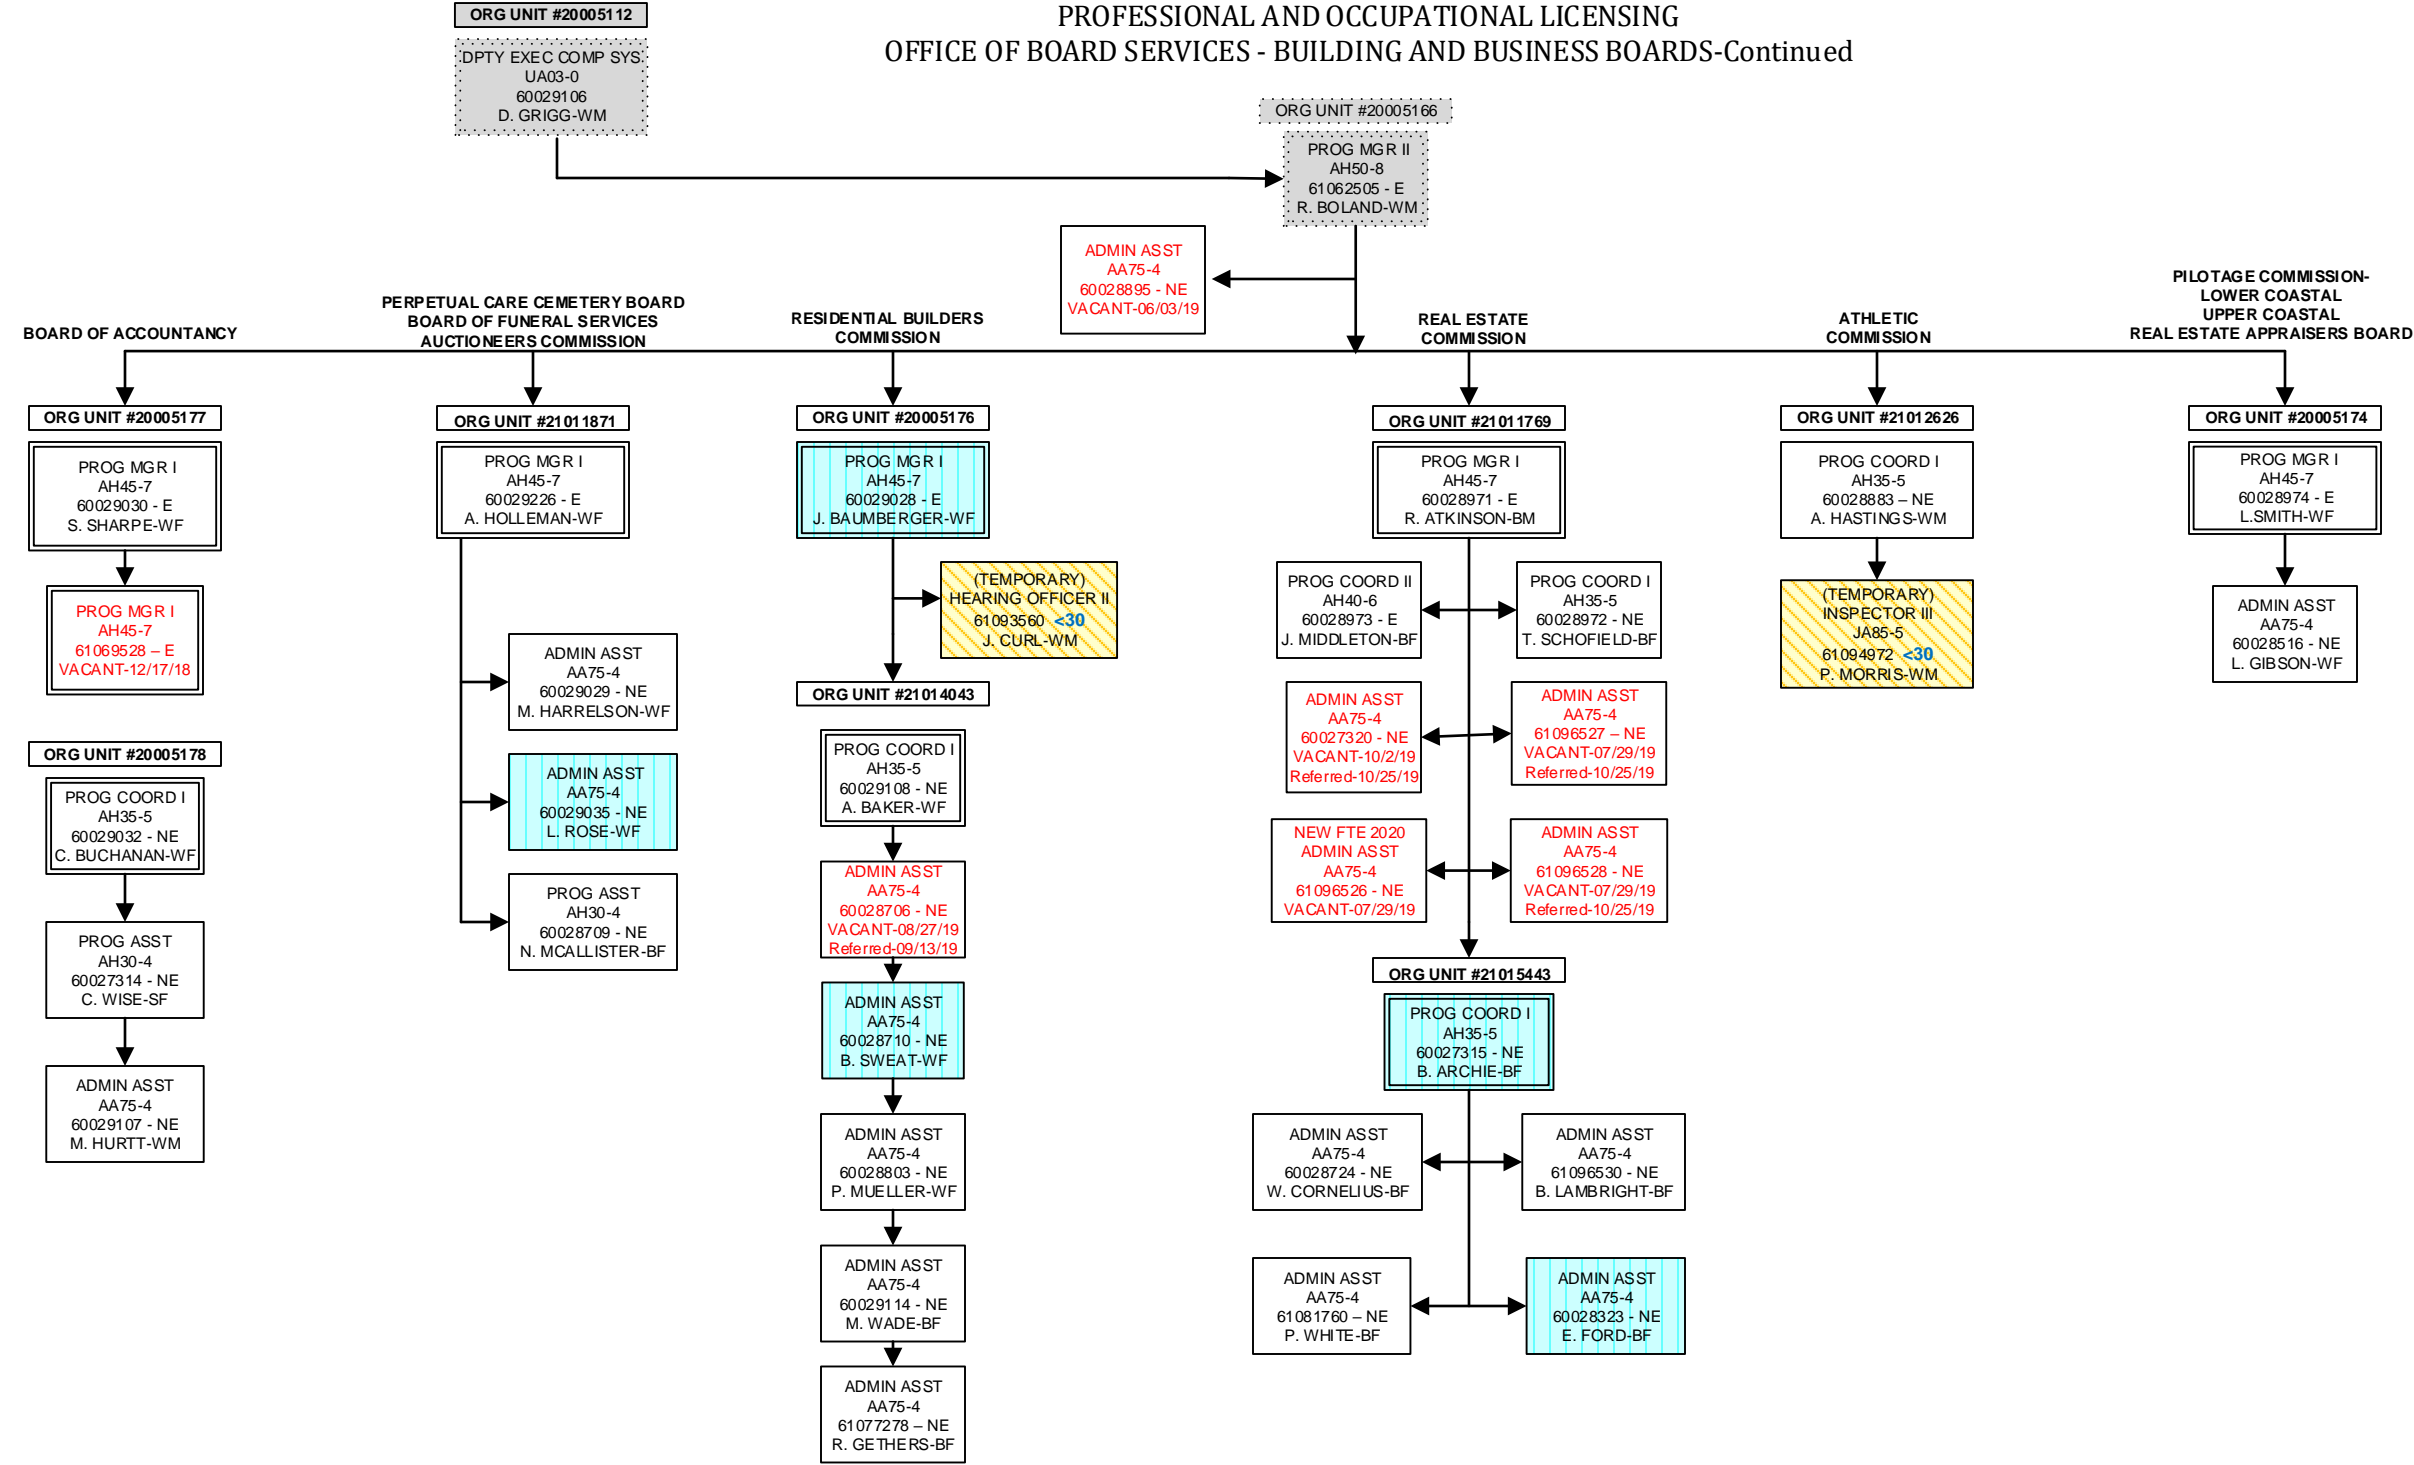 PROFESSIONAL AND OCCUPATIONAL LICENSING
OFFICE OF BOARD SERVICES - BUILDING AND BUSINESS BOARDS-Continued
ORG UNIT #20005112
DPTY EXEC COMP SYS
UA03-0
60029106
D. GRIGG-WM
ORG UNIT #20005166
PROG MGR II
AH50-8
61062505 - E
R. BOLAND-WM
ADMIN ASST
AA75-4
60028895 - NE
VACANT-06/03/19
BOARD OF ACCOUNTANCY
ORG UNIT #20005177
PROG MGR I
AH45-7
60029030 - E
S. SHARPE-WF
PROG MGR I
AH45-7
61069528 – E
VACANT-12/17/18
ORG UNIT #20005178
PROG COORD I
AH35-5
60029032 - NE
C. BUCHANAN-WF
PROG ASST
AH30-4
60027314 - NE
C. WISE-SF
ADMIN ASST
AA75-4
60029107 - NE
M. HURTT-WM
PERPETUAL CARE CEMETERY BOARD
BOARD OF FUNERAL SERVICES
AUCTIONEERS COMMISSION
ORG UNIT #21011871
PROG MGR I
AH45-7
60029226 - E
A. HOLLEMAN-WF
ADMIN ASST
AA75-4
60029029 - NE
M. HARRELSON-WF
ADMIN ASST
AA75-4
60029035 - NE
L. ROSE-WF
PROG ASST
AH30-4
60028709 - NE
N. MCALLISTER-BF
RESIDENTIAL BUILDERS
COMMISSION
ORG UNIT #20005176
PROG MGR I
AH45-7
60029028 - E
J. BAUMBERGER-WF
(TEMPORARY)
HEARING OFFICER II
61093560 <30
J. CURL-WM
ORG UNIT #21014043
PROG COORD I
AH35-5
60029108 - NE
A. BAKER-WF
ADMIN ASST
AA75-4
60028706 - NE
VACANT-08/27/19
Referred-09/13/19
ADMIN ASST
AA75-4
60028710 - NE
B. SWEAT-WF
ADMIN ASST
AA75-4
60028803 - NE
P. MUELLER-WF
ADMIN ASST
AA75-4
60029114 - NE
M. WADE-BF
ADMIN ASST
AA75-4
61077278 – NE
R. GETHERS-BF
REAL ESTATE
COMMISSION
ORG UNIT #21011769
PROG MGR I
AH45-7
60028971 - E
R. ATKINSON-BM
PROG COORD II
AH40-6
60028973 - E
J. MIDDLETON-BF
PROG COORD I
AH35-5
60028972 - NE
T. SCHOFIELD-BF
ADMIN ASST
AA75-4
60027320 - NE
VACANT-10/2/19
Referred-10/25/19
ADMIN ASST
AA75-4
61096527 – NE
VACANT-07/29/19
Referred-10/25/19
NEW FTE 2020
ADMIN ASST
AA75-4
61096526 - NE
VACANT-07/29/19
ADMIN ASST
AA75-4
61096528 - NE
VACANT-07/29/19
Referred-10/25/19
ORG UNIT #21015443
PROG COORD I
AH35-5
60027315 - NE
B. ARCHIE-BF
ADMIN ASST
AA75-4
60028724 - NE
W. CORNELIUS-BF
ADMIN ASST
AA75-4
61096530 - NE
B. LAMBRIGHT-BF
ADMIN ASST
AA75-4
61081760 – NE
P. WHITE-BF
ADMIN ASST
AA75-4
60028323 - NE
E. FORD-BF
ATHLETIC
COMMISSION
ORG UNIT #21012626
PROG COORD I
AH35-5
60028883 – NE
A. HASTINGS-WM
(TEMPORARY)
INSPECTOR III
JA85-5
61094972 <30
P. MORRIS-WM
PILOTAGE COMMISSION-
LOWER COASTAL
UPPER COASTAL
REAL ESTATE APPRAISERS BOARD
ORG UNIT #20005174
PROG MGR I
AH45-7
60028974 - E
L.SMITH-WF
ADMIN ASST
AA75-4
60028516 - NE
L. GIBSON-WF